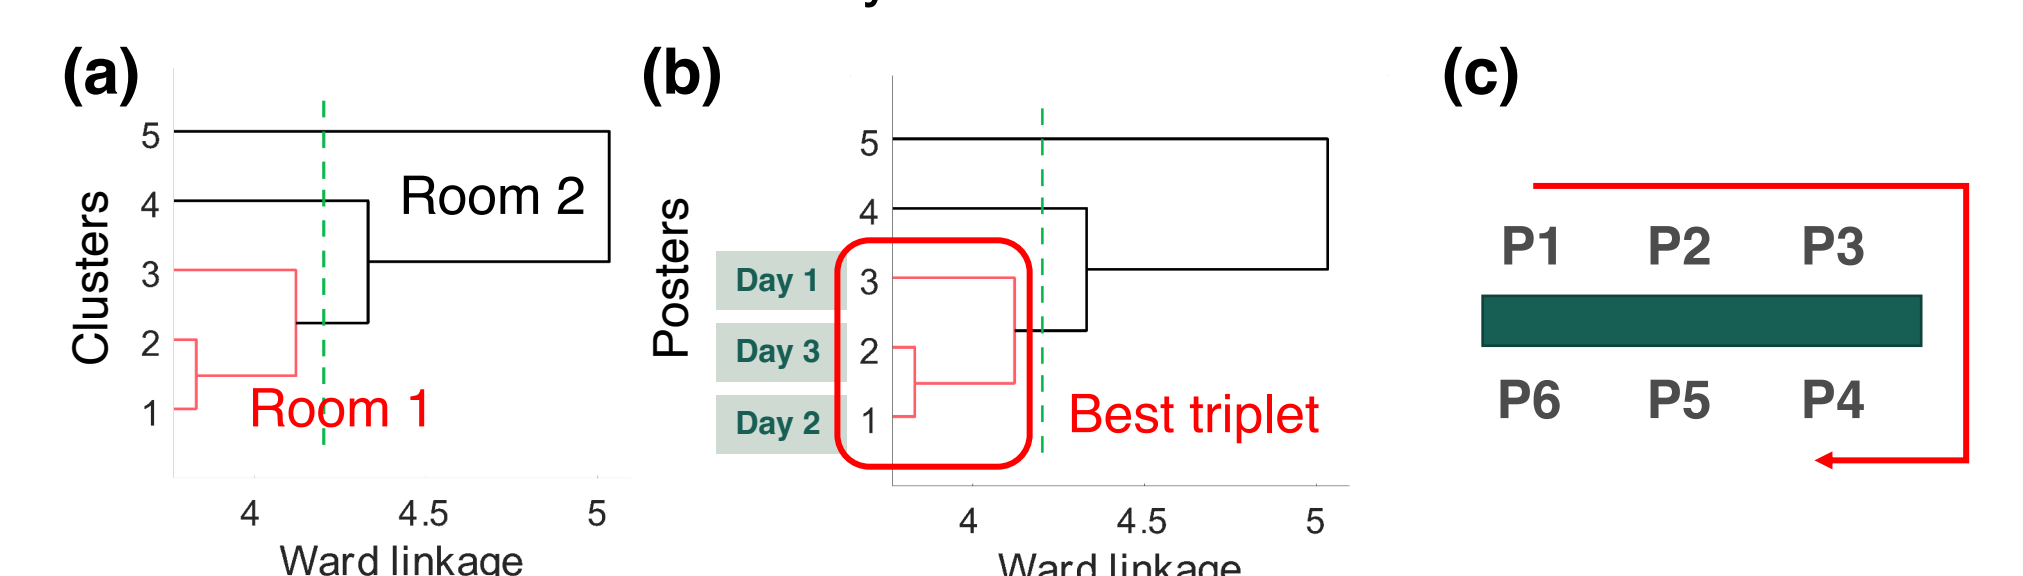 (a)
5
4
3
2
1
Clusters
Room 2
Room 1
4 4.5 5
Ward linkage
(b)
5
4
3
2
1
Posters
Day 1
Day 3
Day 2
Best triplet
4 4.5 5
Ward linkage
(c)
P1 P2 P3
P6 P5 P4